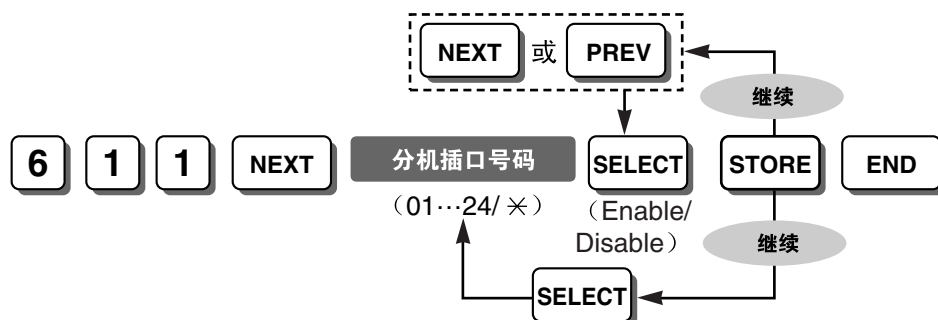 NEXT 或 PREV
继续
6 1 1 NEXT 分机插口号码 SELECT STORE END
（01…24/ ✳） （Enable/
Disable）
继续
SELECT